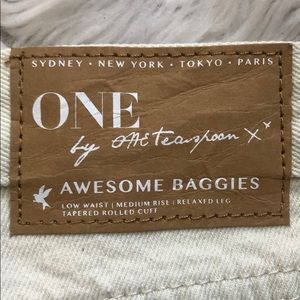 SYDNEY • NEW YORK • TOKYO • PARIS
ONE
by One teaspoon X x
AWESOME BAGGIES
LOW WAIST | MEDIUM RISE | RELAXED LEG
TAPERED ROLLED CUFF